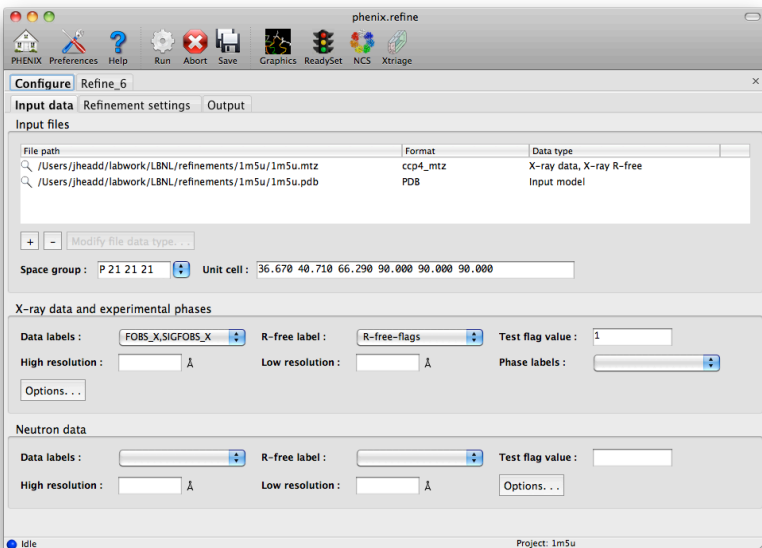 phenix.refine
PHENIX Preferences Help Run Abort Save Graphics ReadySet NCS Xtriage
Configure Refine_6 ×
Input data Refinement settings Output
Input files
File path Format Data type
/Users/jheadd/labwork/LBNL/refinements/1m5u/1m5u.mtz ccp4_mtz X-ray data, X-ray R-free
/Users/jheadd/labwork/LBNL/refinements/1m5u/1m5u.pdb PDB Input model
+ - Modify file data type. . .
Space group : P 21 21 21 Unit cell : 36.670 40.710 66.290 90.000 90.000 90.000
X-ray data and experimental phases
Data labels : FOBS_X,SIGFOBS_X R-free label : R-free-flags Test flag value : 1
High resolution : Å Low resolution : Å Phase labels :
Options. . .
Neutron data
Data labels : R-free label : Test flag value :
High resolution : Å Low resolution : Å Options. . .
Idle Project: 1m5u